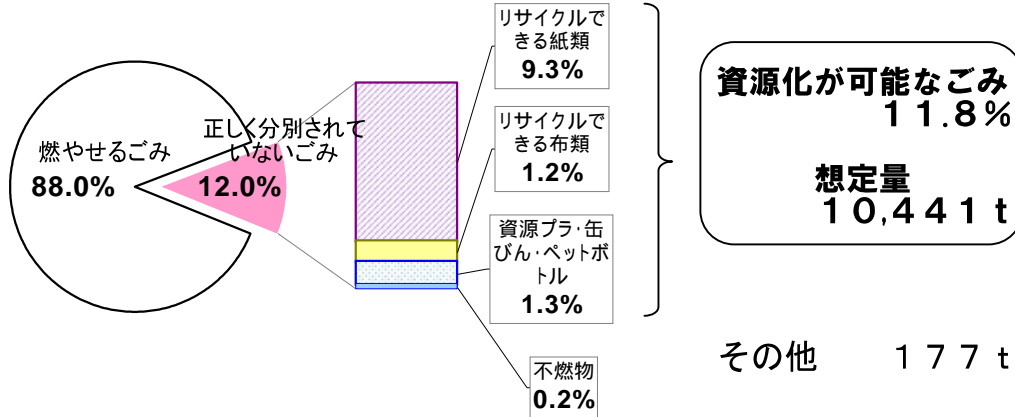 燃やせるごみ
88.0%
正しく分別されて
いないごみ
12.0%
リサイクルで
きる紙類
9.3%
リサイクルで
きる布類
1.2%
資源プラ・缶
びん・ペットボ
トル
1.3%
不燃物
0.2%
資源化が可能なごみ
11.8%
想定量
10,441t
その他 177t